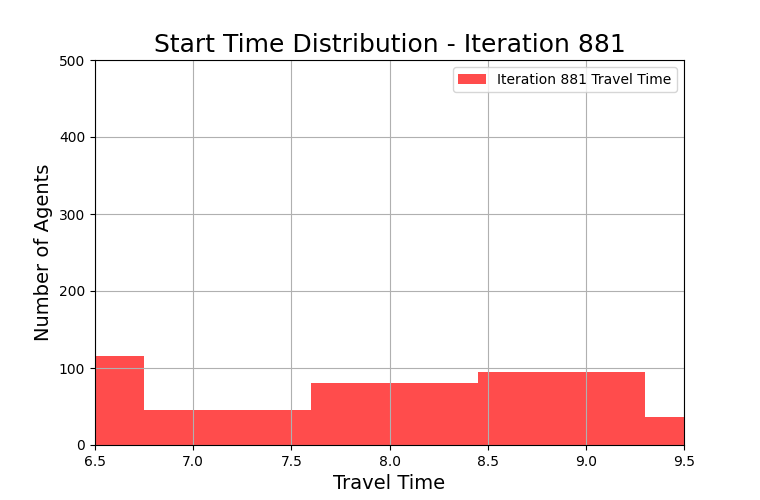 Start Time Distribution - Iteration 881
Iteration 881 Travel Time
Number of Agents
500
400
300
200
100
0
6.5 7.0 7.5 8.0 8.5 9.0 9.5
Travel Time